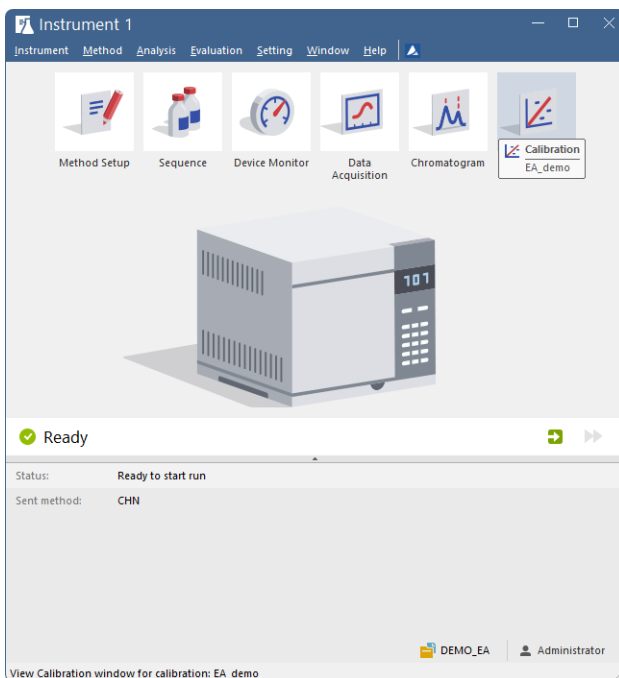 Instrument 1
Instrument Method Analysis Evaluation Setting Window Help
Method Setup
Sequence
Device Monitor
Data
Acquisition
Chromatogram
Calibration
EA_demo
101
Ready
Status: Ready to start run
Sent method: CHN
DEMO_EA
Administrator
View Calibration window for calibration: EA_demo